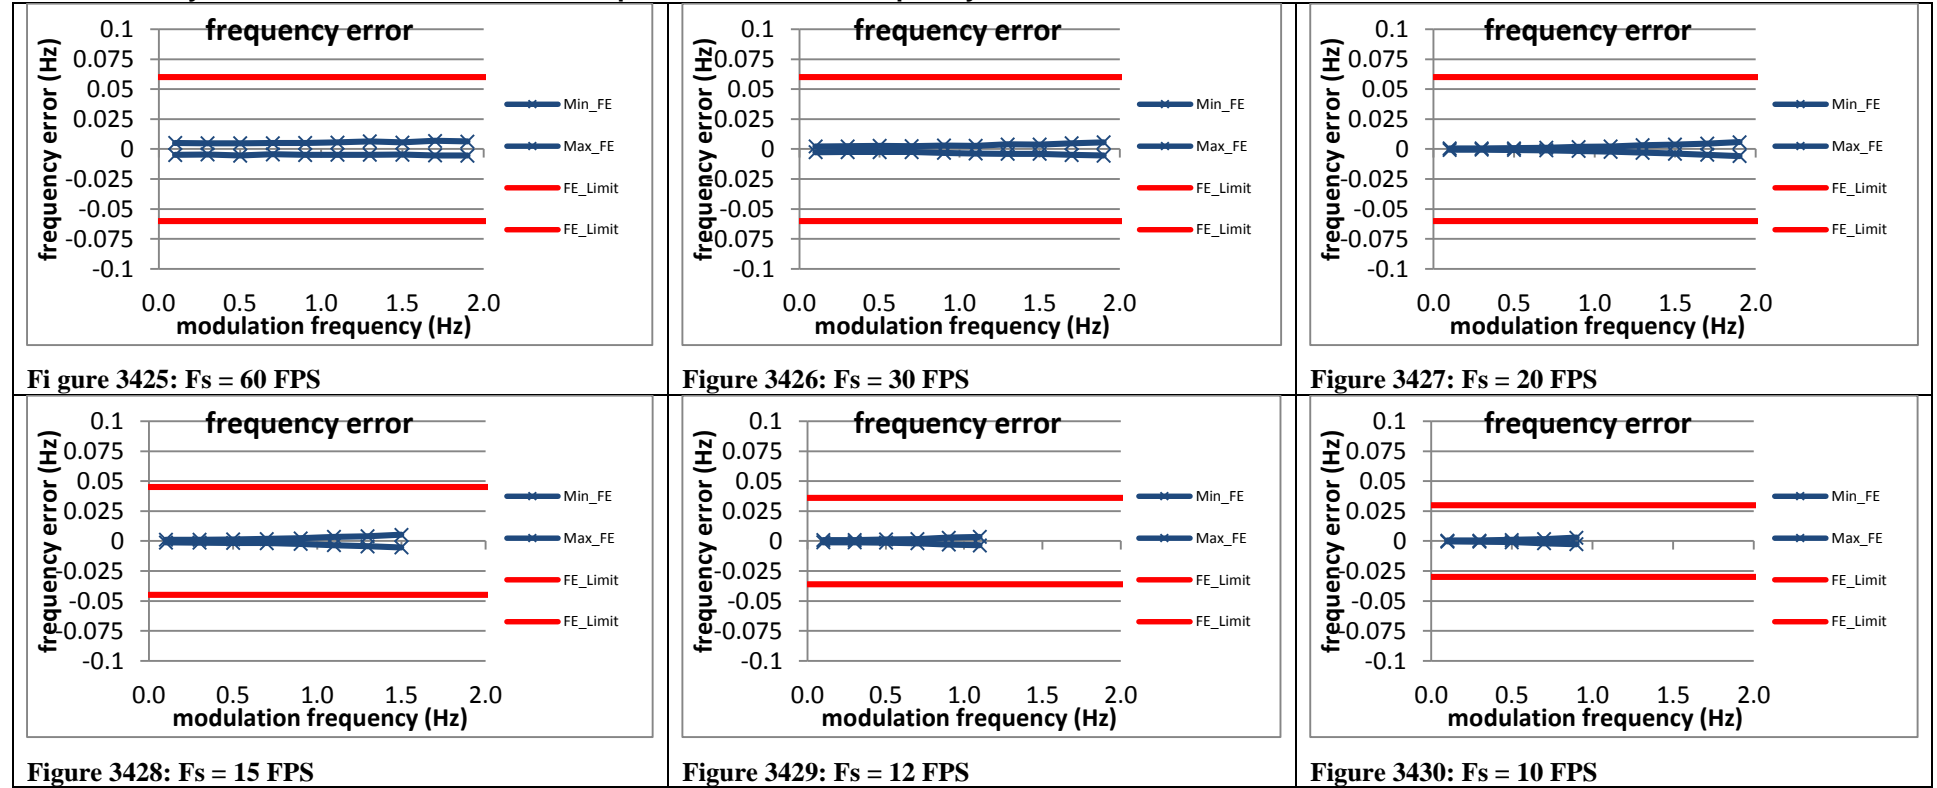 frequency error
frequency error (Hz)
0.1
0.075
0.05
0.025
0
-0.025
-0.05
-0.075
-0.1
0.0 0.5 1.0 1.5 2.0
modulation frequency (Hz)
Min_FE
Max_FE
FE_Limit
FE_Limit
Fi gure 3425: Fs = 60 FPS
frequency error
frequency error (Hz)
0.1
0.075
0.05
0.025
0
-0.025
-0.05
-0.075
-0.1
0.0 0.5 1.0 1.5 2.0
modulation frequency (Hz)
Min_FE
Max_FE
FE_Limit
FE_Limit
Figure 3426: Fs = 30 FPS
frequency error
frequency error (Hz)
0.1
0.075
0.05
0.025
0
-0.025
-0.05
-0.075
-0.1
0.0 0.5 1.0 1.5 2.0
modulation frequency (Hz)
Min_FE
Max_FE
FE_Limit
FE_Limit
Figure 3427: Fs = 20 FPS
frequency error
frequency error (Hz)
0.1
0.075
0.05
0.025
0
-0.025
-0.05
-0.075
-0.1
0.0 0.5 1.0 1.5 2.0
modulation frequency (Hz)
Min_FE
Max_FE
FE_Limit
FE_Limit
Figure 3428: Fs = 15 FPS
frequency error
frequency error (Hz)
0.1
0.075
0.05
0.025
0
-0.025
-0.05
-0.075
-0.1
0.0 0.5 1.0 1.5 2.0
modulation frequency (Hz)
Min_FE
Max_FE
FE_Limit
FE_Limit
Figure 3429: Fs = 12 FPS
frequency error
frequency error (Hz)
0.1
0.075
0.05
0.025
0
-0.025
-0.05
-0.075
-0.1
0.0 0.5 1.0 1.5 2.0
modulation frequency (Hz)
Min_FE
Max_FE
FE_Limit
FE_Limit
Figure 3430: Fs = 10 FPS